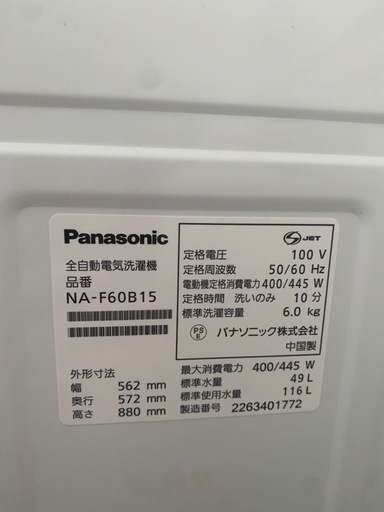 Panasonic
全自動電気洗濯機
品番
NA-F60B15
外形寸法
幅 562 mm
奥行 572 mm
高さ 880 mm
S JET
定格電圧 100 V
定格周波数 50/60 Hz
電動機定格消費電力 400/445 W
定格時間 洗いのみ 10 分
標準洗濯容量 6.0 kg
PS E パナソニック株式会社
中国製
最大消費電力 400/445 W
標準水量 49 L
標準使用水量 116 L
製造番号 2263401772